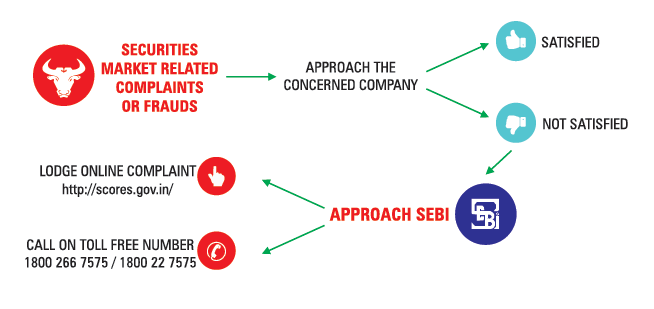 SECURITIES
MARKET RELATED
COMPLAINTS
OR FRAUDS
APPROACH THE
CONCERNED COMPANY
SATISFIED
NOT SATISFIED
APPROACH SEBI
SEBI
LODGE ONLINE COMPLAINT
http://scores.gov.in/
CALL ON TOLL FREE NUMBER
1800 266 7575 / 1800 22 7575